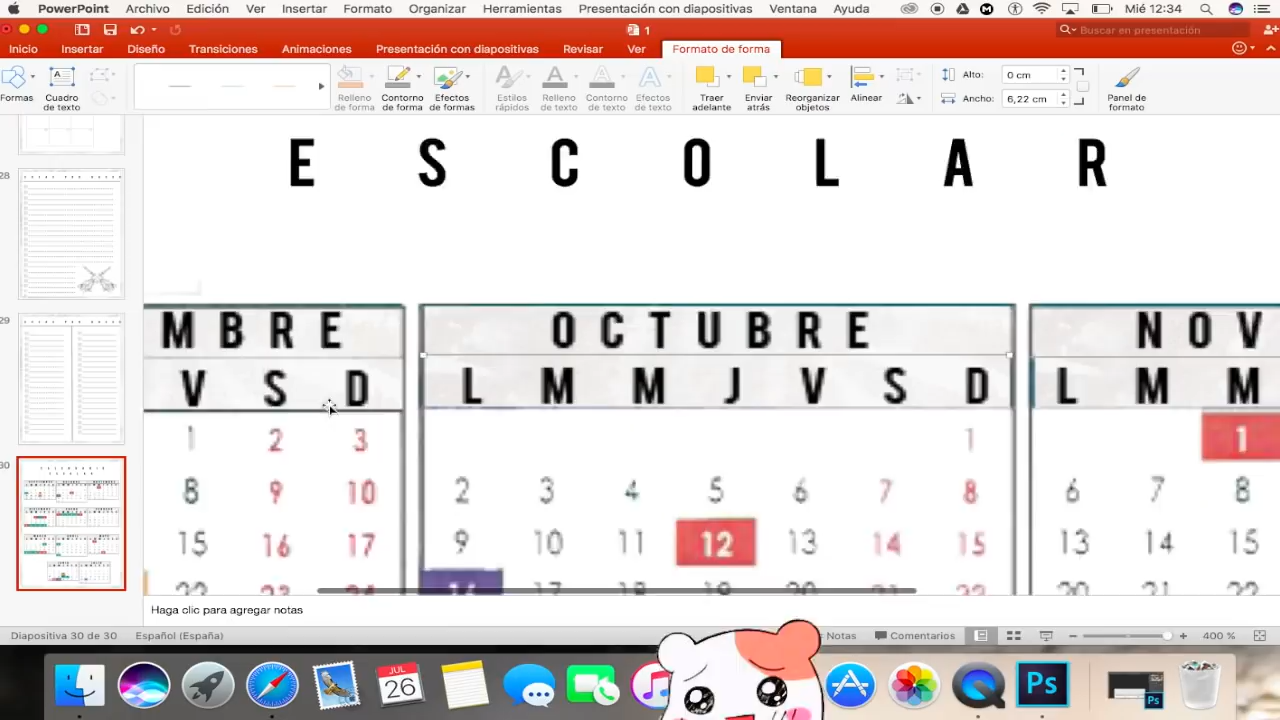 PowerPoint Archivo Edición Ver Insertar Formato Organizar Herramientas Presentación con diapositivas Ventana Ayuda Mié 12:34
1 Buscar en presentación
Inicio Insertar Diseño Transiciones Animaciones Presentación con diapositivas Revisar Ver Formato de forma
Formas
Cuadro de texto
Relleno de forma
Contorno de forma
Efectos de formas
Estilos rápidos
Relleno de texto
Contorno de texto
Efectos de texto
Traer adelante
Enviar atrás
Reorganizar objetos
Alinear
Alto: 0 cm
Ancho: 6,22 cm
Panel de formato
28
29
30
E S C O L A R
M B R E
V S D
1 2 3
8 9 10
15 16 17
O C T U B R E
L M M J V S D
1
2 3 4 5 6 7 8
9 10 11 12 13 14 15
N O V
L M M
1
6 7 8
13 14 15
Haga clic para agregar notas
Diapositiva 30 de 30 Español (España) Notas Comentarios 400 %
JUL
26
Ps
Ps